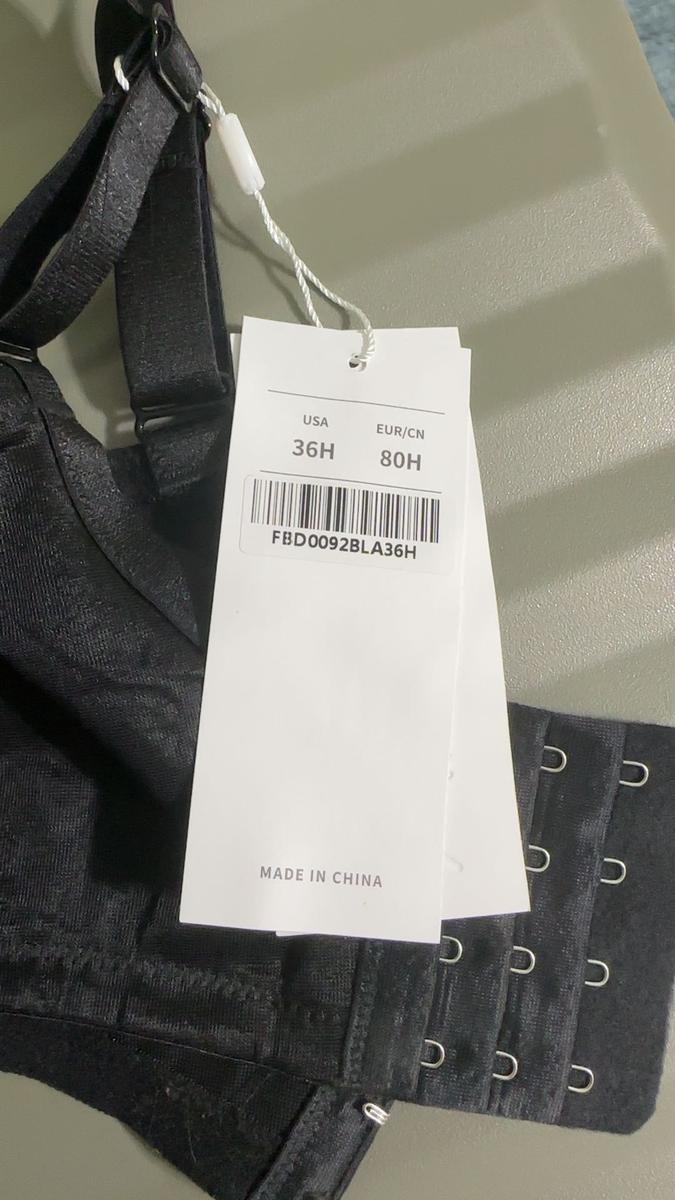 USA EUR/CN
36H 80H
FBD0092BLA36H
MADE IN CHINA